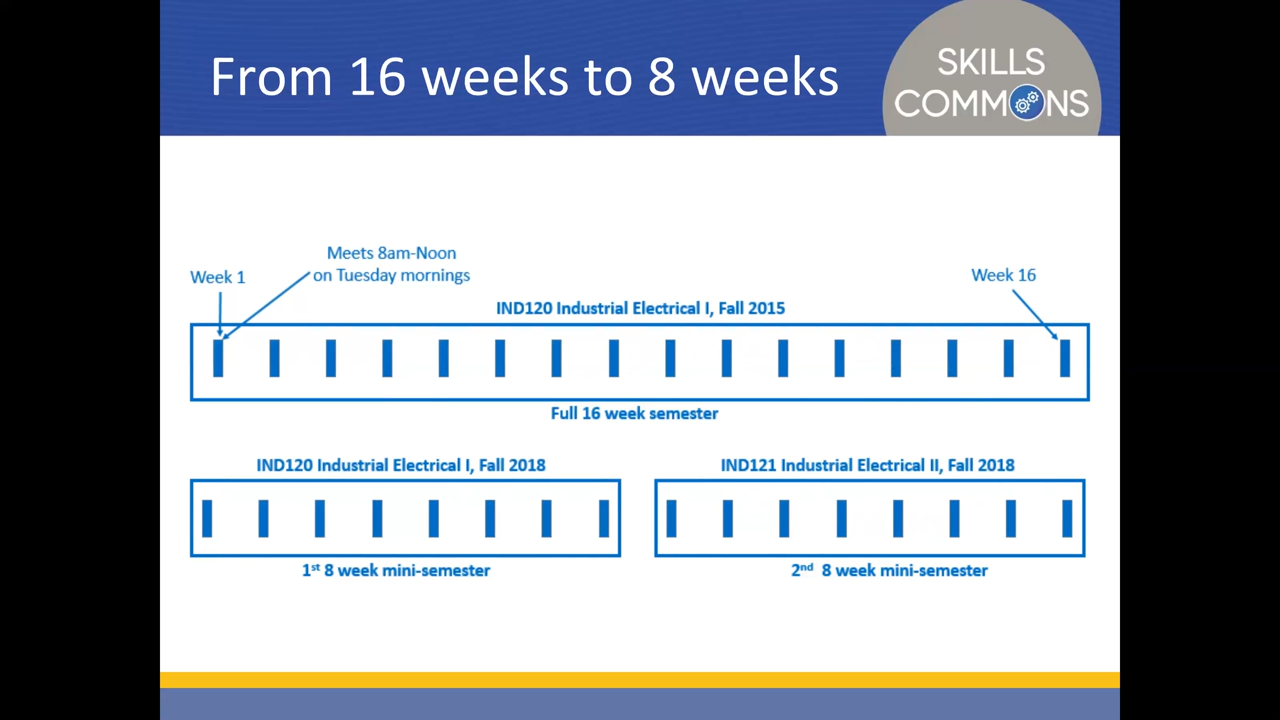 From 16 weeks to 8 weeks
SKILLS
COMMONS
Meets 8am-Noon
on Tuesday mornings
Week 1
Week 16
IND120 Industrial Electrical I, Fall 2015
Full 16 week semester
IND120 Industrial Electrical I, Fall 2018
IND121 Industrial Electrical II, Fall 2018
1st 8 week mini-semester
2nd 8 week mini-semester